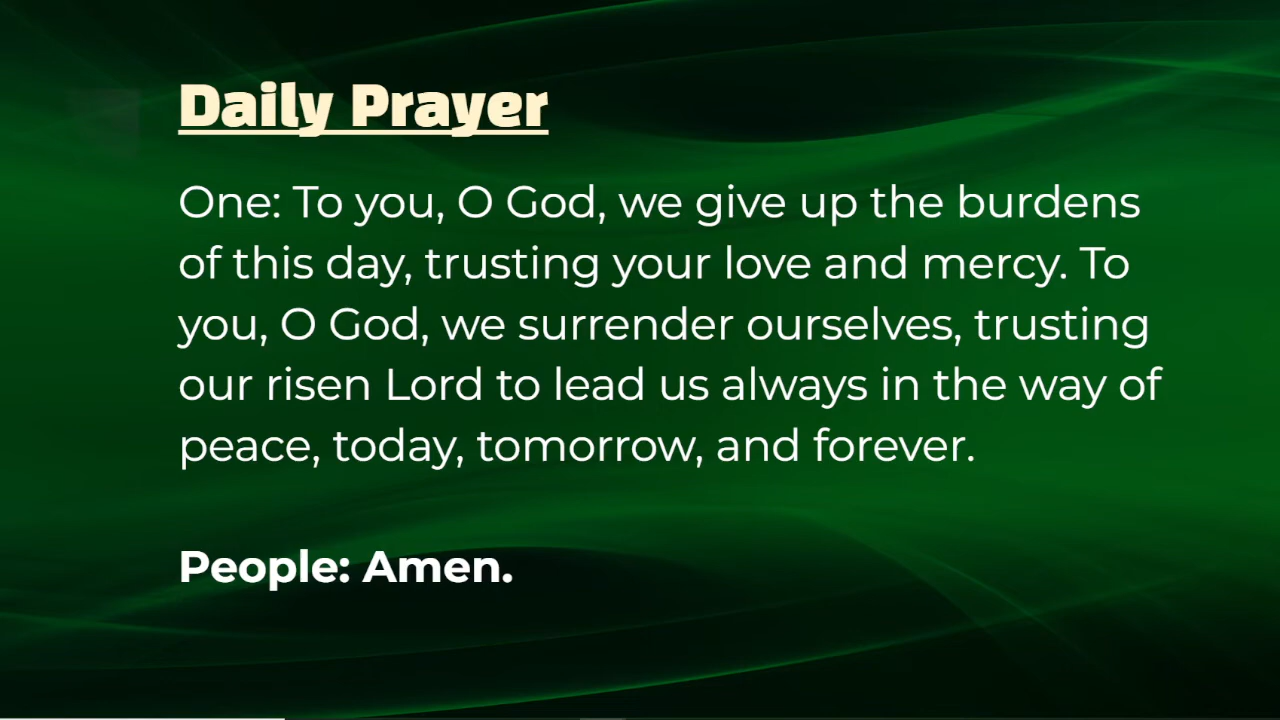 Daily Prayer
One: To you, O God, we give up the burdens
of this day, trusting your love and mercy. To
you, O God, we surrender ourselves, trusting
our risen Lord to lead us always in the way of
peace, today, tomorrow, and forever.
People: Amen.